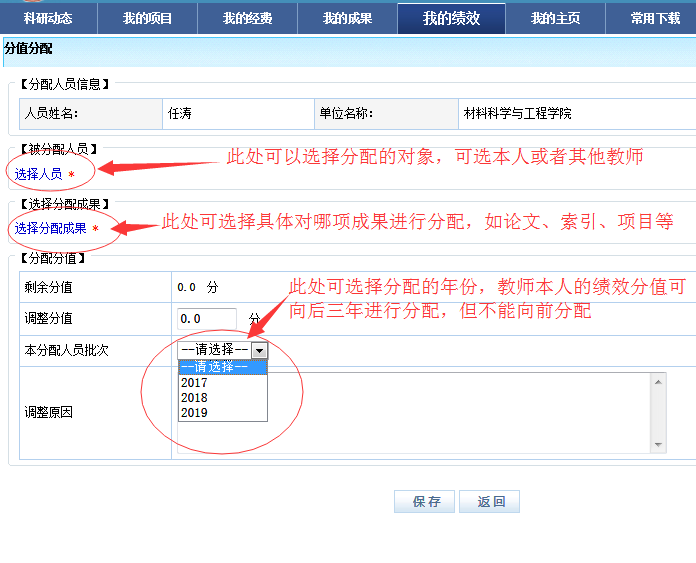 科研动态 我的项目 我的经费 我的成果 我的绩效 我的主页 常用下载
分值分配
【分配人员信息】
人员姓名： 任涛 单位名称： 材料科学与工程学院
【被分配人员】
此处可以选择分配的对象，可选本人或者其他教师
选择人员 *
【选择分配成果】
此处可选择具体对哪项成果进行分配，如论文、索引、项目等
选择分配成果 *
【分配分值】
剩余分值 0.0 分
此处可选择分配的年份，教师本人的绩效分值可
向后三年进行分配，但不能向前分配
调整分值 0.0 分
本分配人员批次 --请选择--
--请选择--
2017
2018
2019
调整原因
保存 返回